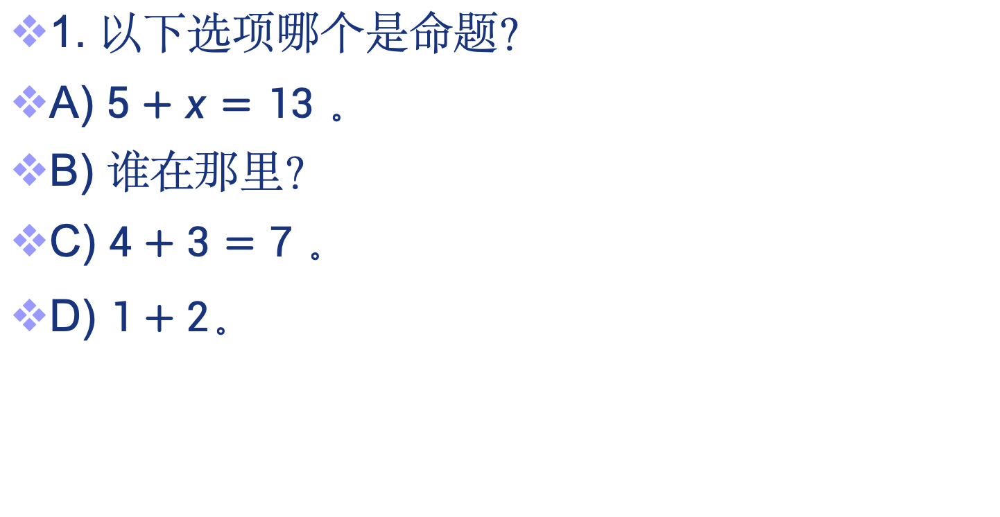 ❖1. 以下选项哪个是命题？
❖A) 5 + x = 13 。
❖B) 谁在那里？
❖C) 4 + 3 = 7 。
❖D) 1 + 2。